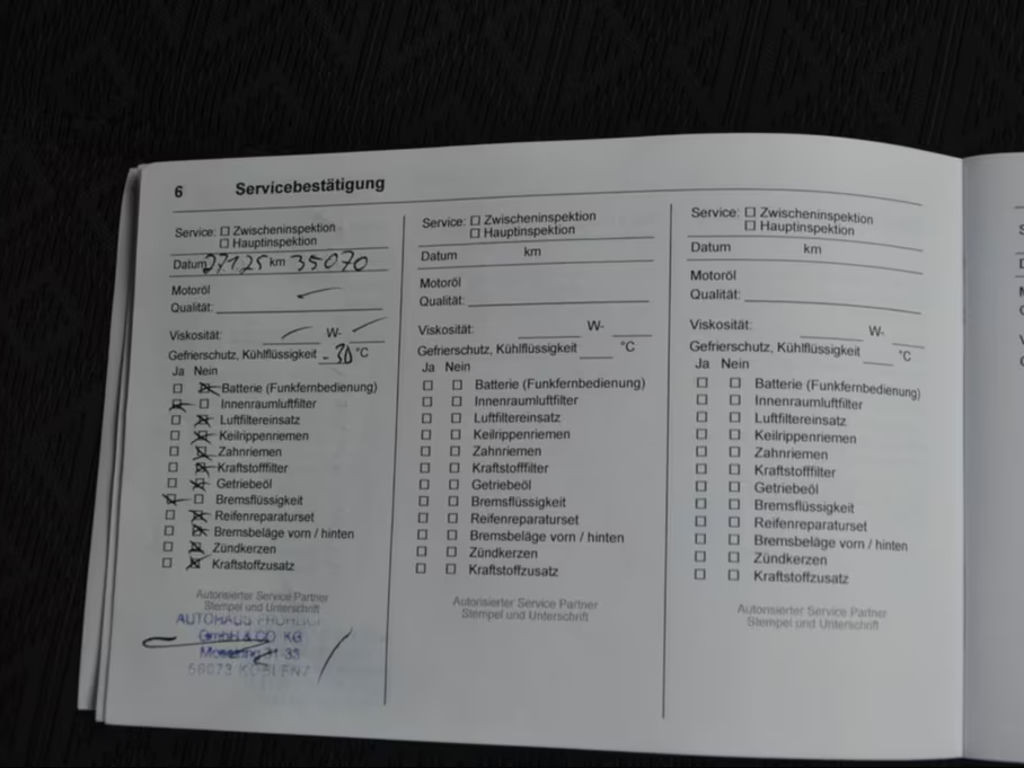 6 Servicebestätigung
Service: ☐ Zwischeninspektion
☐ Hauptinspektion
Datum 27.1.25 km 35070
Motoröl
Qualität:
Viskosität: W-
Gefrierschutz, Kühlflüssigkeit -30 °C
Ja Nein
☐ ☒ Batterie (Funkfernbedienung)
☒ ☐ Innenraumluftfilter
☐ ☒ Luftfiltereinsatz
☐ ☒ Keilrippenriemen
☐ ☒ Zahnriemen
☐ ☒ Kraftstofffilter
☐ ☒ Getriebeöl
☒ ☐ Bremsflüssigkeit
☐ ☒ Reifenreparaturset
☐ ☒ Bremsbeläge vorn / hinten
☐ ☒ Zündkerzen
☐ ☒ Kraftstoffzusatz
Autorisierter Service Partner
Stempel und Unterschrift
AUTOHAUS
GmbH & CO KG
31-33
56073 KOBLENZ
Service: ☐ Zwischeninspektion
☐ Hauptinspektion
Datum km
Motoröl
Qualität:
Viskosität: W-
Gefrierschutz, Kühlflüssigkeit °C
Ja Nein
☐ ☐ Batterie (Funkfernbedienung)
☐ ☐ Innenraumluftfilter
☐ ☐ Luftfiltereinsatz
☐ ☐ Keilrippenriemen
☐ ☐ Zahnriemen
☐ ☐ Kraftstofffilter
☐ ☐ Getriebeöl
☐ ☐ Bremsflüssigkeit
☐ ☐ Reifenreparaturset
☐ ☐ Bremsbeläge vorn / hinten
☐ ☐ Zündkerzen
☐ ☐ Kraftstoffzusatz
Autorisierter Service Partner
Stempel und Unterschrift
Service: ☐ Zwischeninspektion
☐ Hauptinspektion
Datum km
Motoröl
Qualität:
Viskosität: W-
Gefrierschutz, Kühlflüssigkeit °C
Ja Nein
☐ ☐ Batterie (Funkfernbedienung)
☐ ☐ Innenraumluftfilter
☐ ☐ Luftfiltereinsatz
☐ ☐ Keilrippenriemen
☐ ☐ Zahnriemen
☐ ☐ Kraftstofffilter
☐ ☐ Getriebeöl
☐ ☐ Bremsflüssigkeit
☐ ☐ Reifenreparaturset
☐ ☐ Bremsbeläge vorn / hinten
☐ ☐ Zündkerzen
☐ ☐ Kraftstoffzusatz
Autorisierter Service Partner
Stempel und Unterschrift